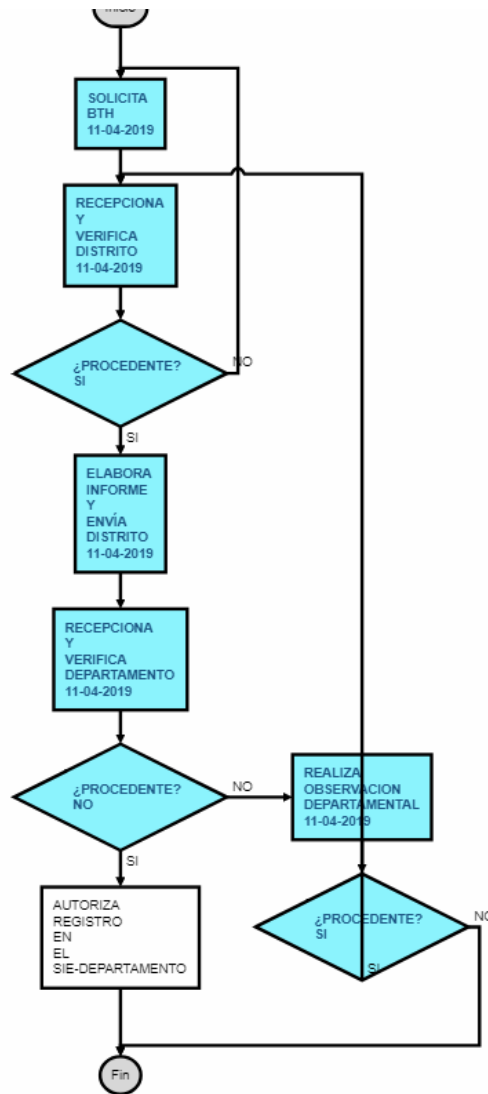 Inicio
SOLICITA
BTH
11-04-2019
RECEPCIONA
Y
VERIFICA
DISTRITO
11-04-2019
¿PROCEDENTE?
SI
NO
SI
ELABORA
INFORME
Y
ENVÍA
DISTRITO
11-04-2019
RECEPCIONA
Y
VERIFICA
DEPARTAMENTO
11-04-2019
¿PROCEDENTE?
NO
NO
SI
REALIZA
OBSERVACION
DEPARTAMENTAL
11-04-2019
AUTORIZA
REGISTRO
EN
EL
SIE-DEPARTAMENTO
¿PROCEDENTE?
SI
NO
SI
Fin